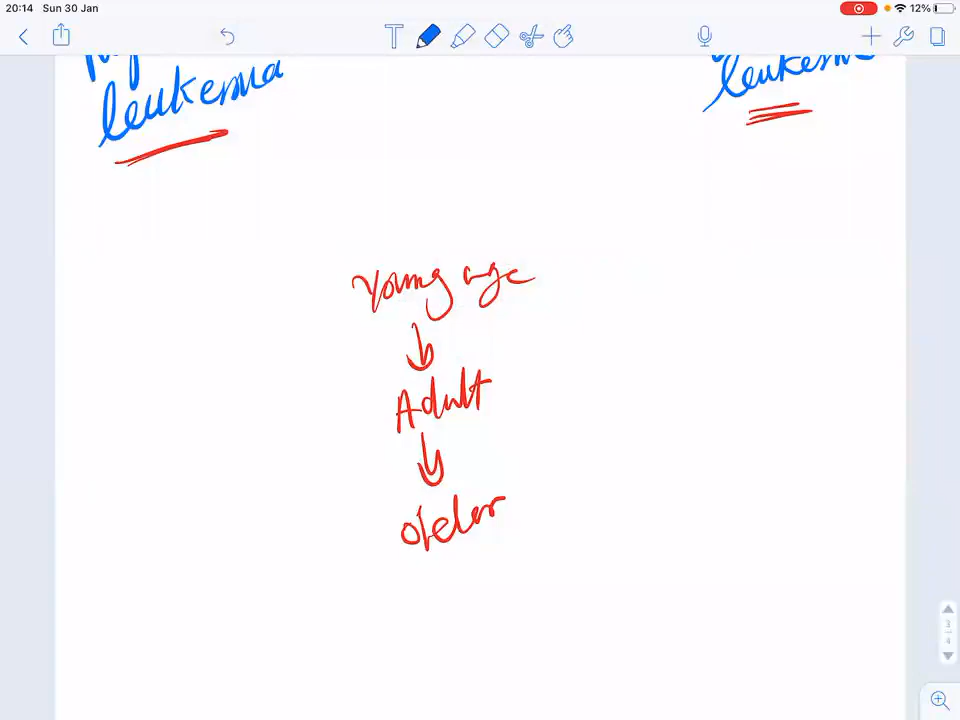 20:14 Sun 30 Jan 12%
leukemia
leukemia
Young age
Adult
older